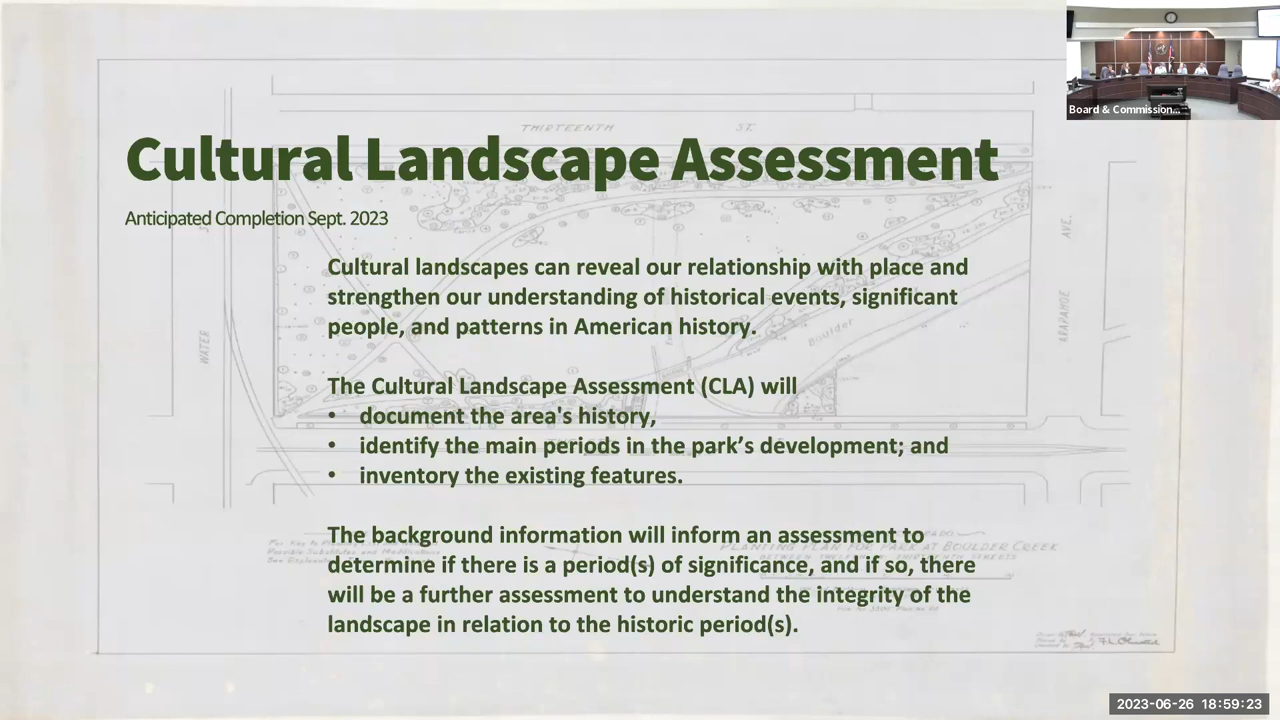 Board & Commission...
THIRTEENTH ST.
Cultural Landscape Assessment
Anticipated Completion Sept. 2023
Cultural landscapes can reveal our relationship with place and
strengthen our understanding of historical events, significant
people, and patterns in American history.
The Cultural Landscape Assessment (CLA) will
• document the area's history,
• identify the main periods in the park’s development; and
• inventory the existing features.
The background information will inform an assessment to
determine if there is a period(s) of significance, and if so, there
will be a further assessment to understand the integrity of the
landscape in relation to the historic period(s).
WATER
Boulder
ARAPAHOE AVE.
PLANTING PLAN FOR PARK AT BOULDER CREEK
2023-06-26 18:59:23